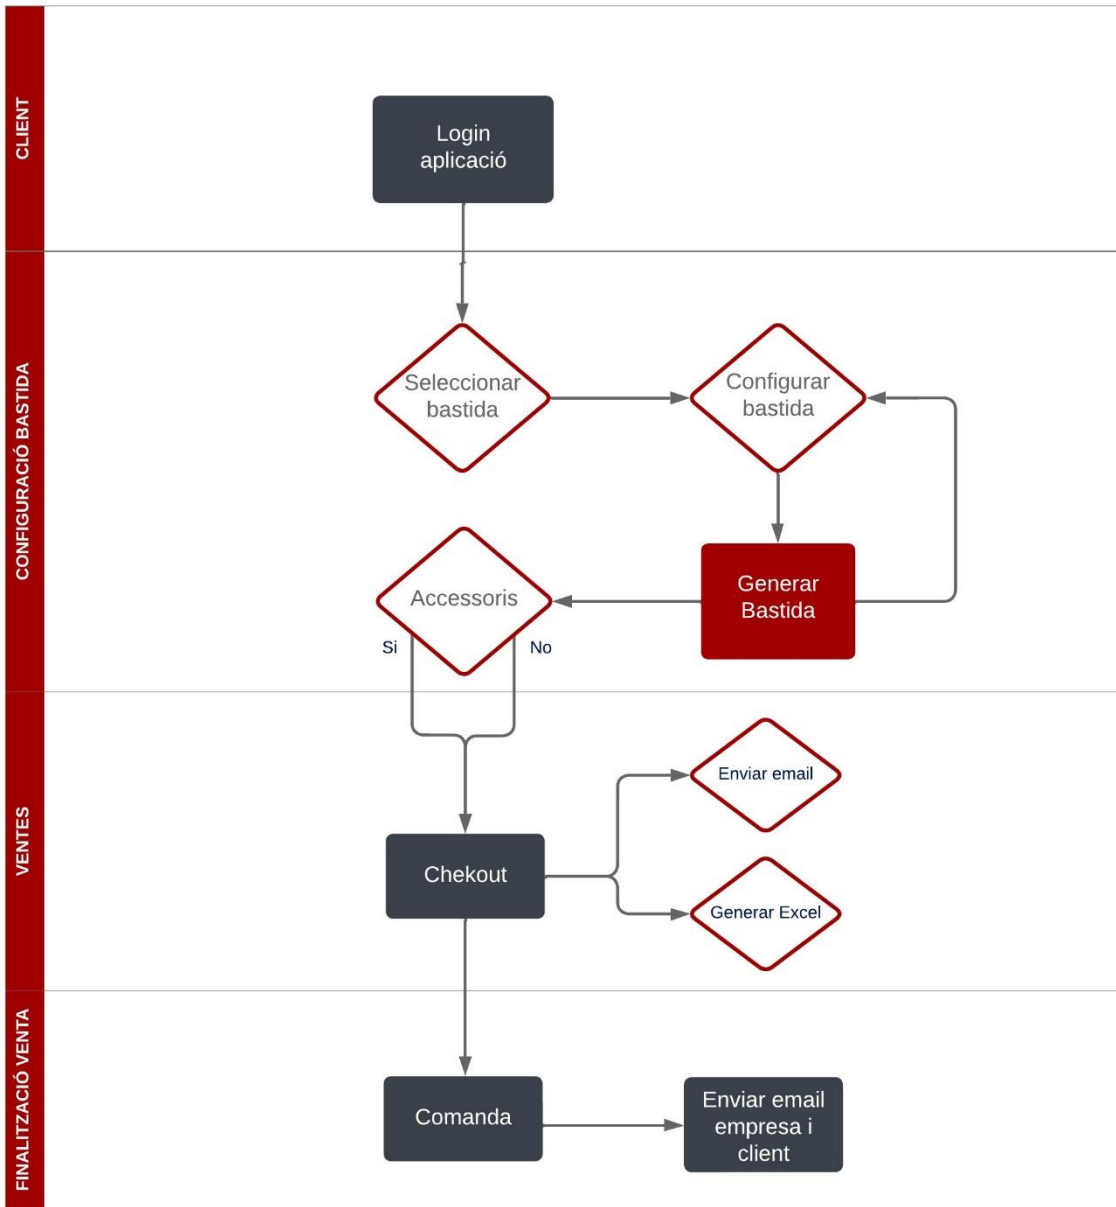 CLIENT
Login
aplicació
CONFIGURACIÓ BASTIDA
Seleccionar
bastida
Configurar
bastida
Generar
Bastida
Accessoris
Si
No
VENTES
Enviar email
Chekout
Generar Excel
FINALITZACIÓ VENTA
Comanda
Enviar email
empresa i
client